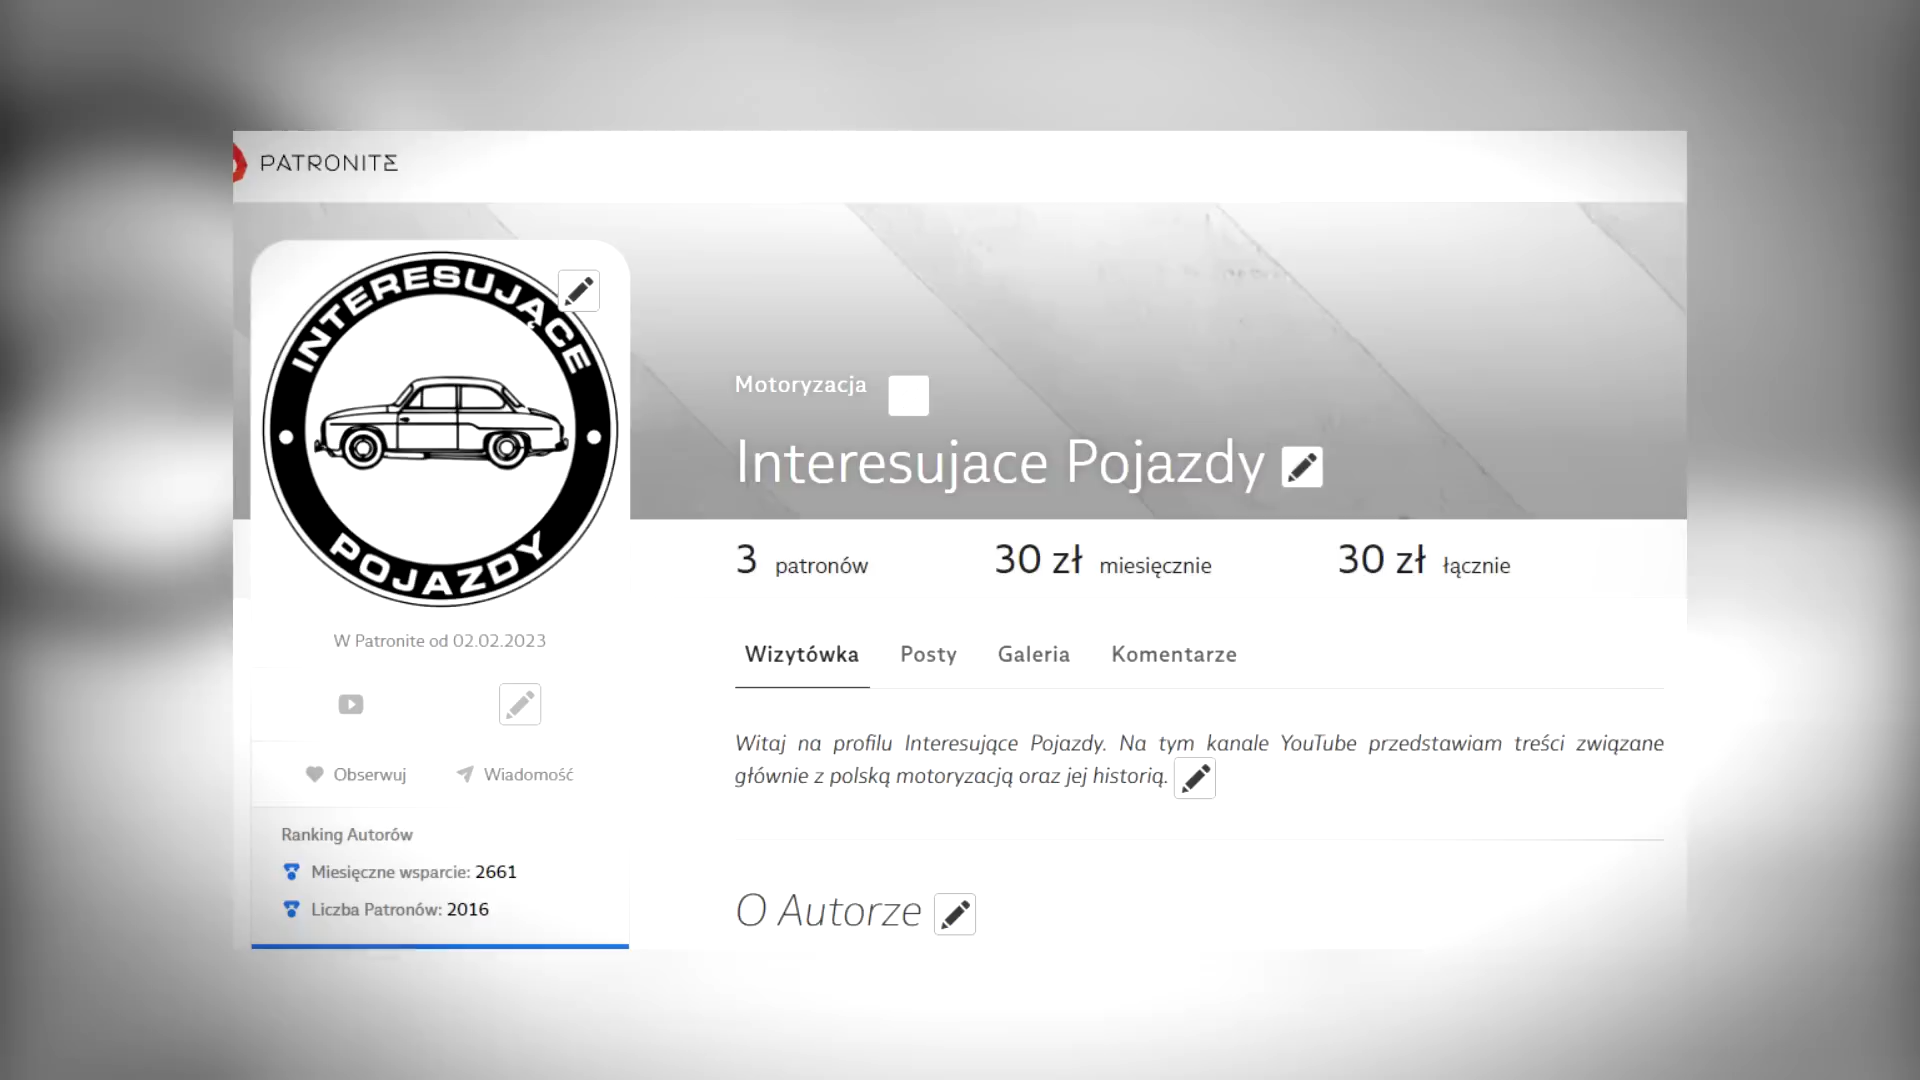 PATRONITE
INTERESUJĄCE
POJAZDY
Motoryzacja
Interesujace Pojazdy
3 patronów 30 zł miesięcznie 30 zł łącznie
W Patronite od 02.02.2023
Wizytówka Posty Galeria Komentarze
Obserwuj Wiadomość
Witaj na profilu Interesujące Pojazdy. Na tym kanale YouTube przedstawiam treści związane
głównie z polską motoryzacją oraz jej historią.
Ranking Autorów
Miesięczne wsparcie: 2661
Liczba Patronów: 2016
O Autorze